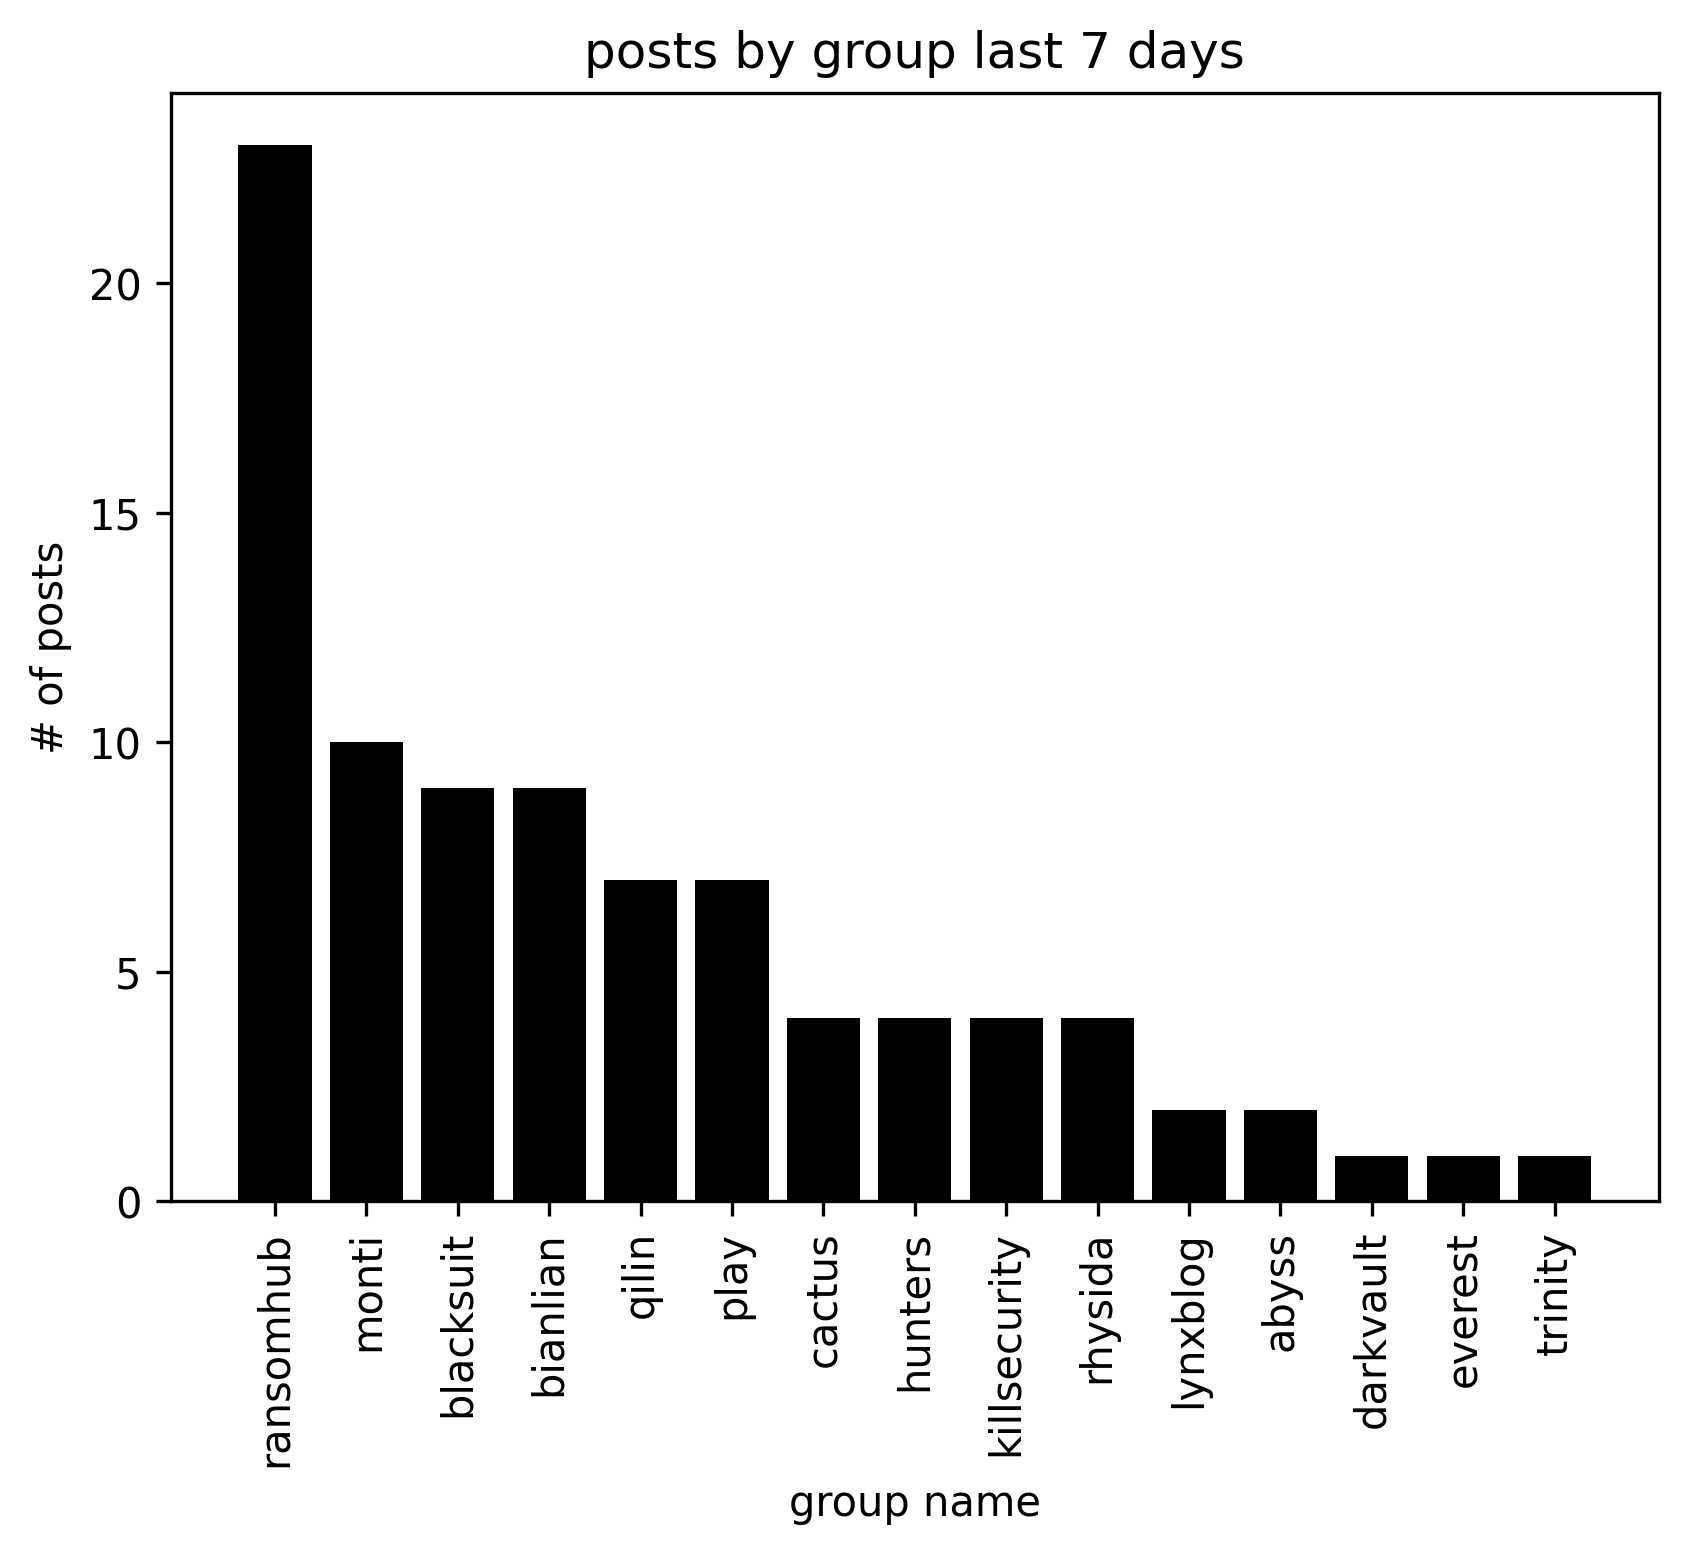 posts by group last 7 days
# of posts
20
15
10
5
0
ransomhub
monti
blacksuit
bianlian
qilin
play
cactus
hunters
killsecurity
rhysida
lynxblog
abyss
darkvault
everest
trinity
group name